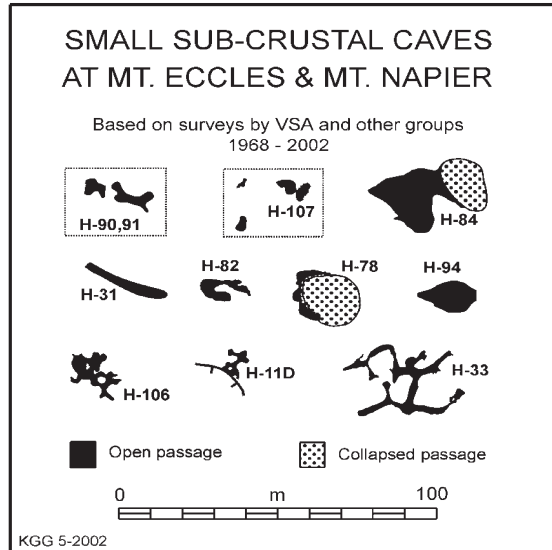 SMALL SUB-CRUSTAL CAVES
AT MT. ECCLES & MT. NAPIER
Based on surveys by VSA and other groups
1968 - 2002
H-90,91
H-107
H-84
H-31
H-82
H-78
H-94
H-106
H-11D
H-33
Open passage
Collapsed passage
0 m 100
KGG 5-2002